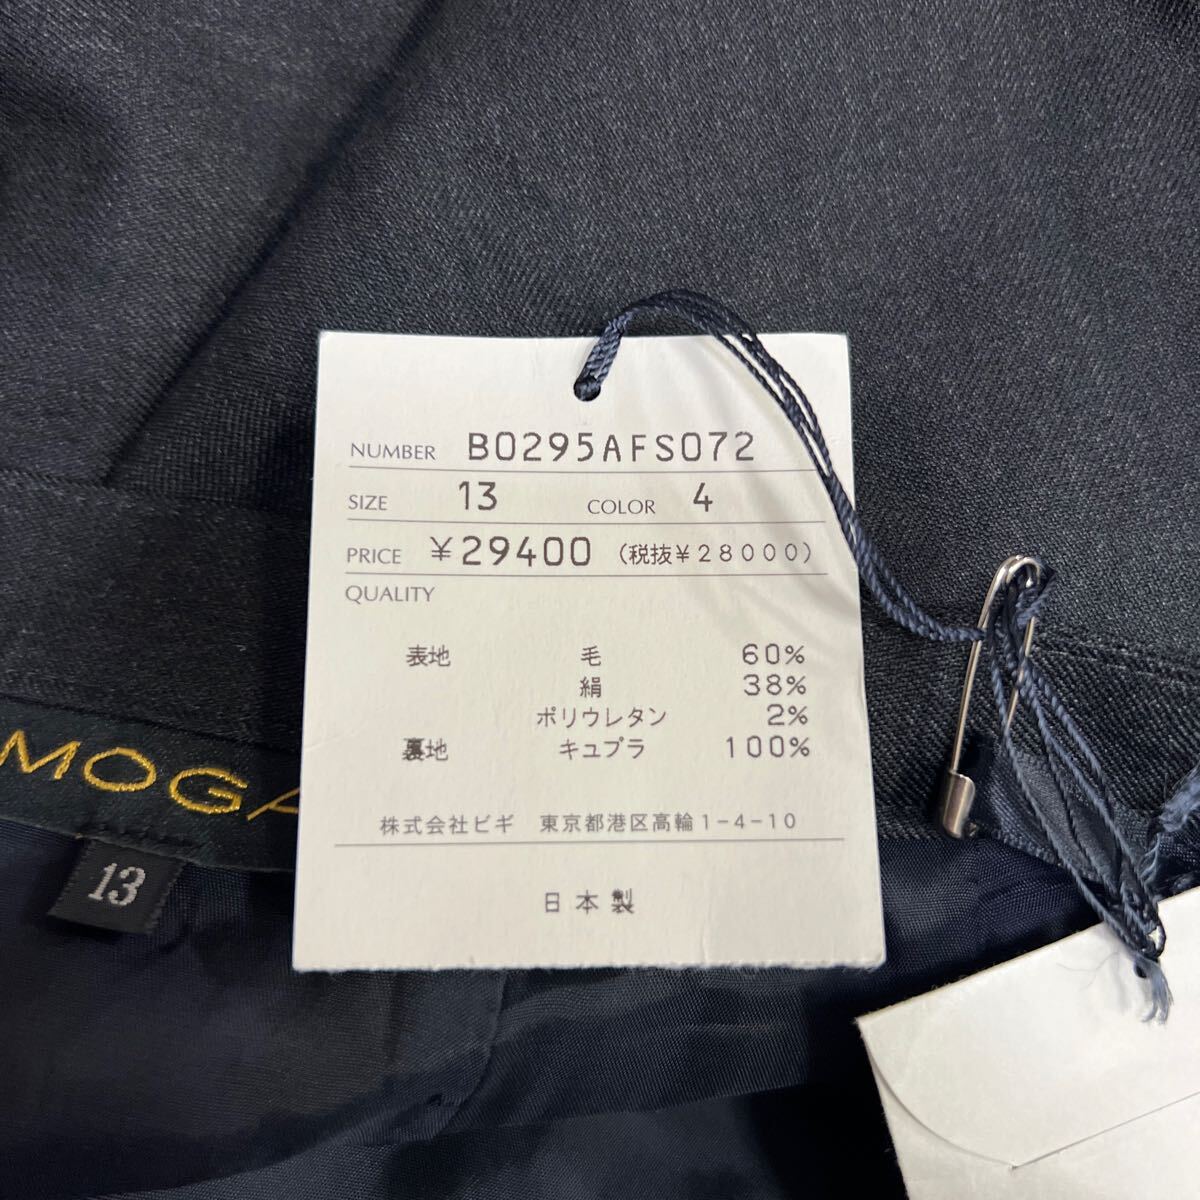 NUMBER B0295AFS072
SIZE 13 COLOR 4
PRICE ¥29400 (税抜¥28000)
QUALITY
表地 毛 60%
絹 38%
ポリウレタン 2%
裏地 キュプラ 100%
株式会社ビギ 東京都港区高輪1-4-10
日本製
MOGA
13